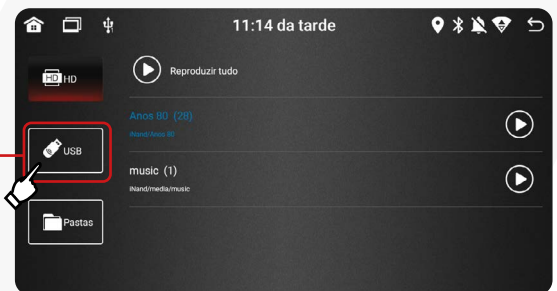 11:14 da tarde
HD HD
Reproduzir tudo
Anos 80 (28)
iNand/Anos 80
USB
music (1)
iNand/media/music
Pastas